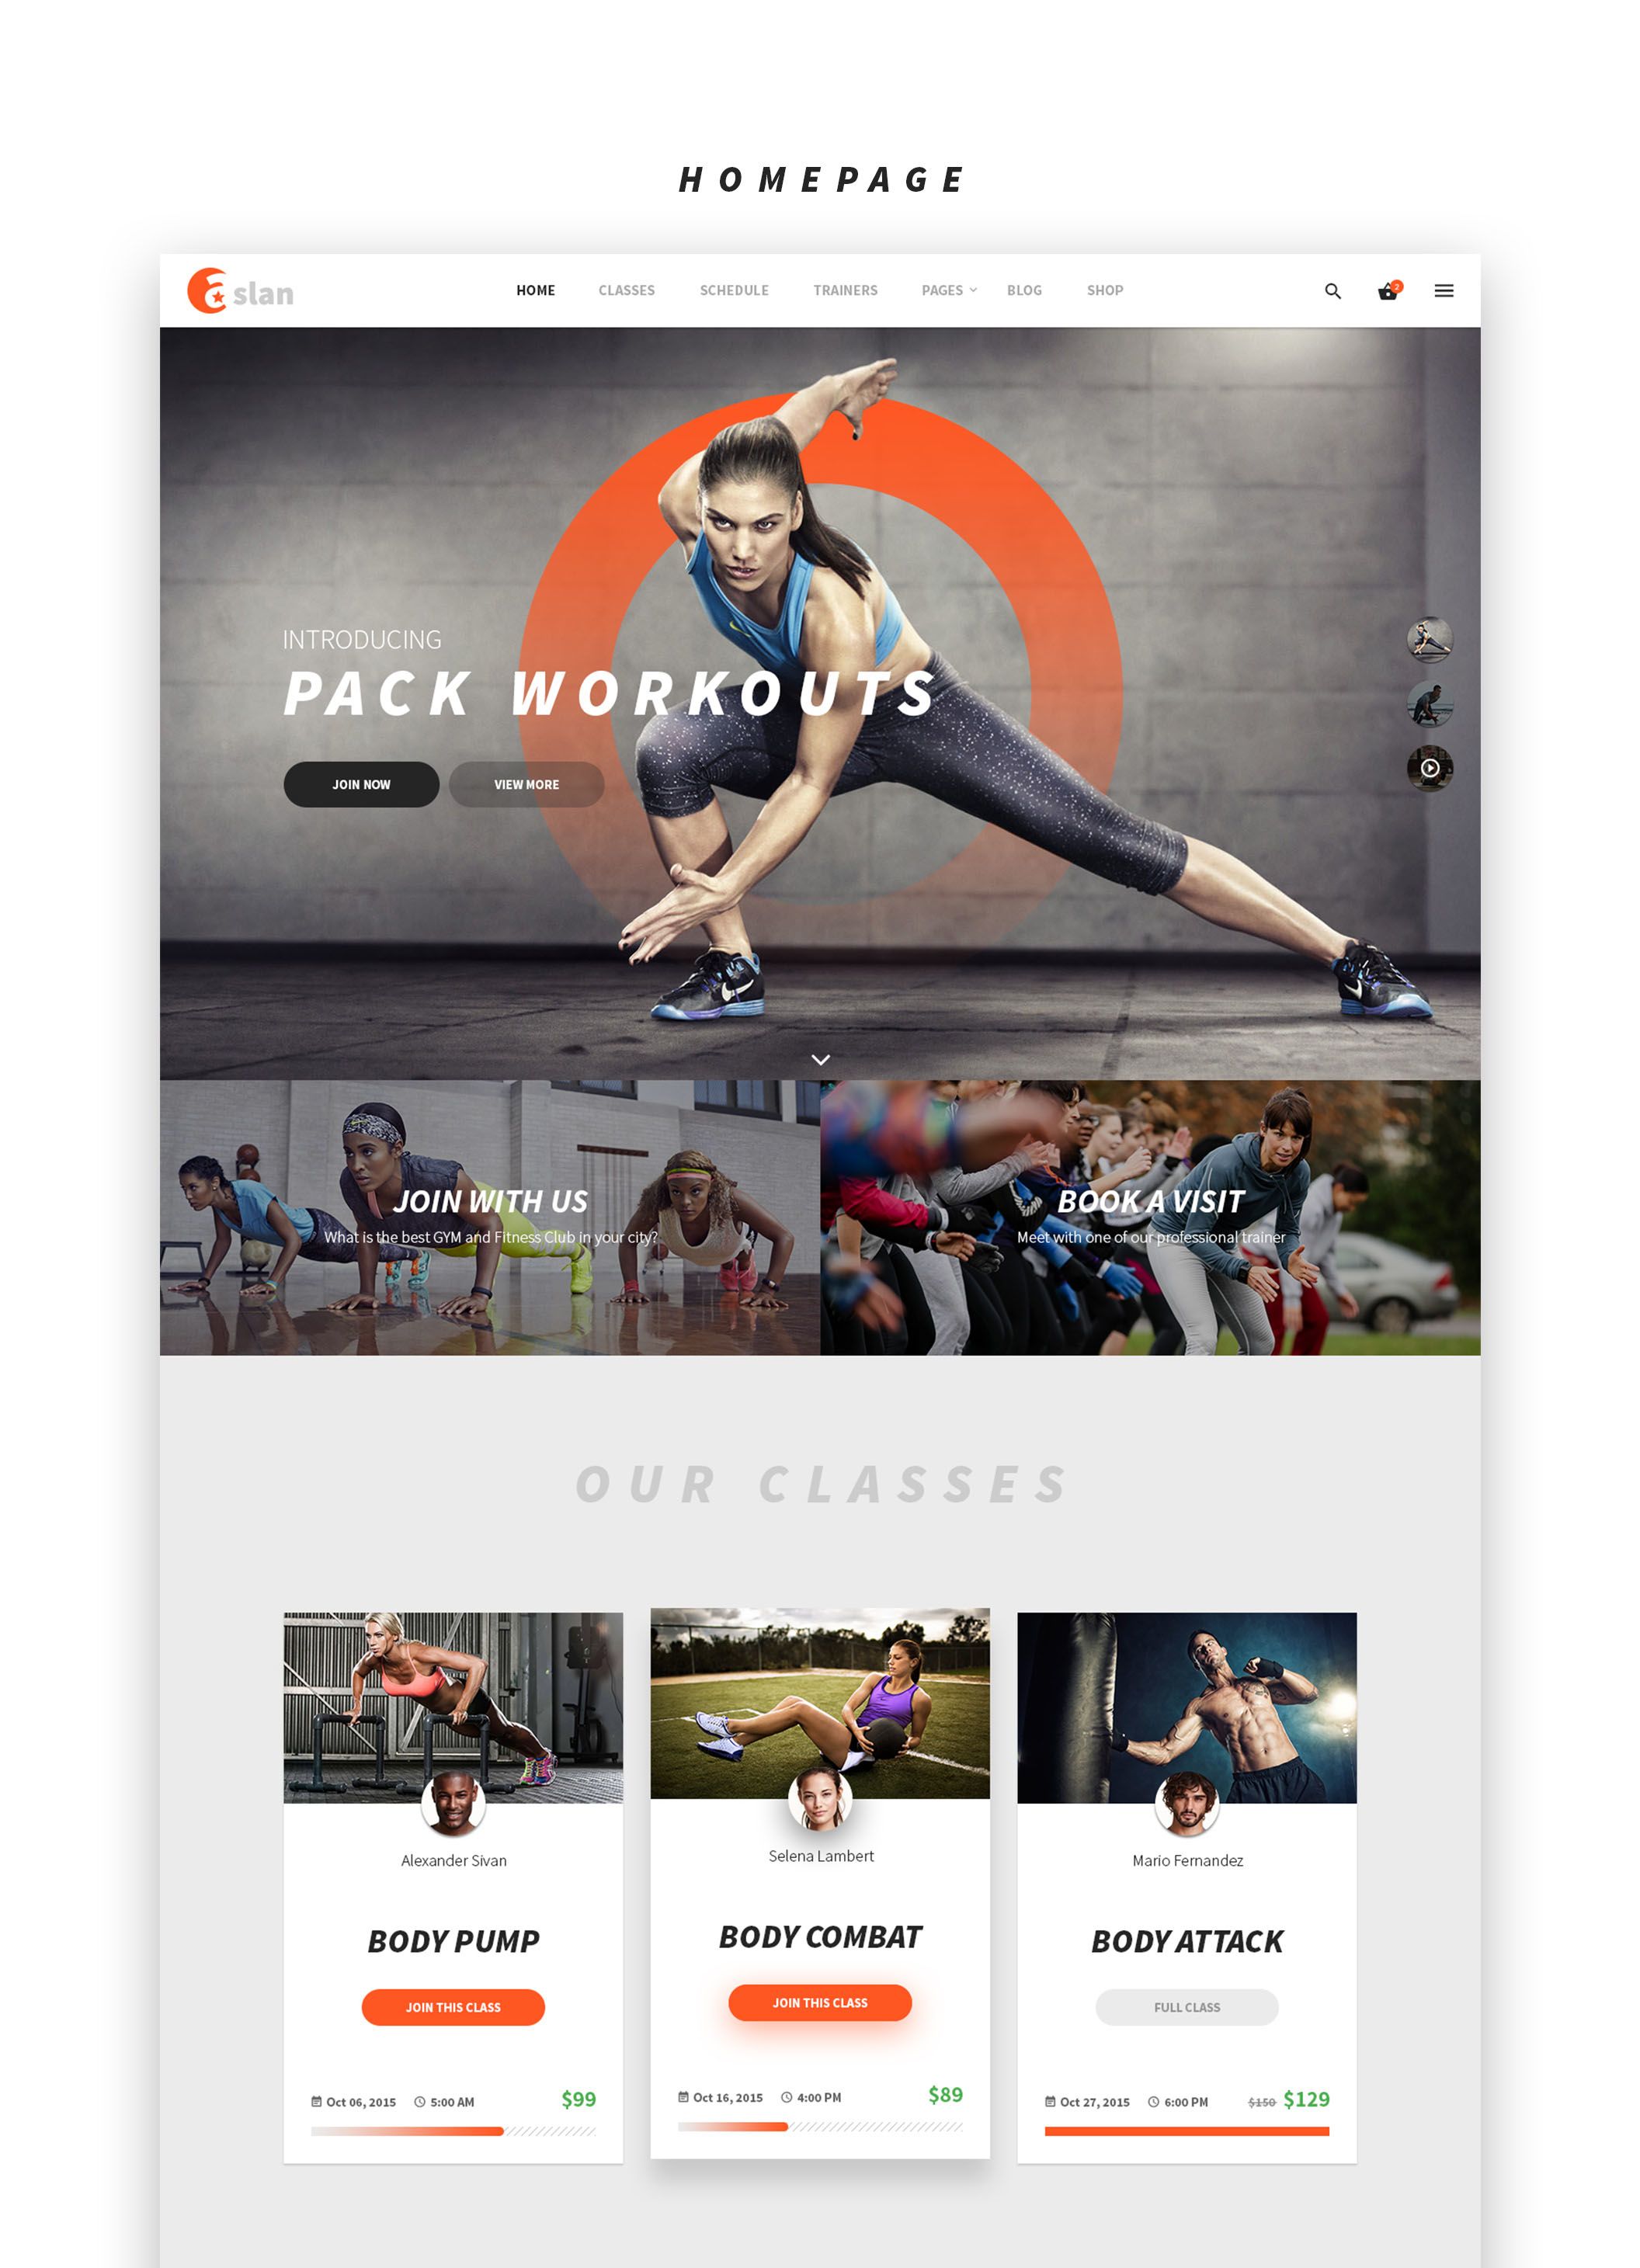 HOMEPAGE
aslan
HOME CLASSES SCHEDULE TRAINERS PAGES BLOG SHOP
2
INTRODUCING
PACK WORKOUTS
JOIN NOW VIEW MORE
JOIN WITH US
What is the best GYM and Fitness Club in your city?
BOOK A VISIT
Meet with one of our professional trainer
OUR CLASSES
Alexander Sivan
BODY PUMP
JOIN THIS CLASS
Oct 06, 2015 5:00 AM $99
Selena Lambert
BODY COMBAT
JOIN THIS CLASS
Oct 16, 2015 4:00 PM $89
Mario Fernandez
BODY ATTACK
FULL CLASS
Oct 27, 2015 6:00 PM $150 $129